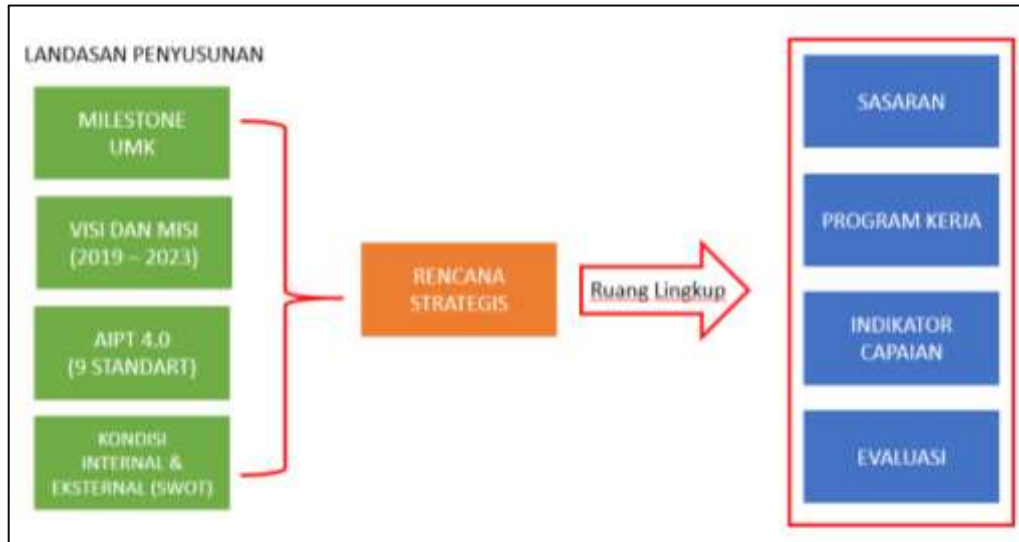 LANDASAN PENYUSUNAN
MILESTONE
UMK
VISI DAN MISI
(2019 – 2023)
AIPT 4.0
(9 STANDART)
KONDISI
INTERNAL &
EKSTERNAL (SWOT)
RENCANA
STRATEGIS
Ruang Lingkup
SASARAN
PROGRAM KERJA
INDIKATOR
CAPAIAN
EVALUASI